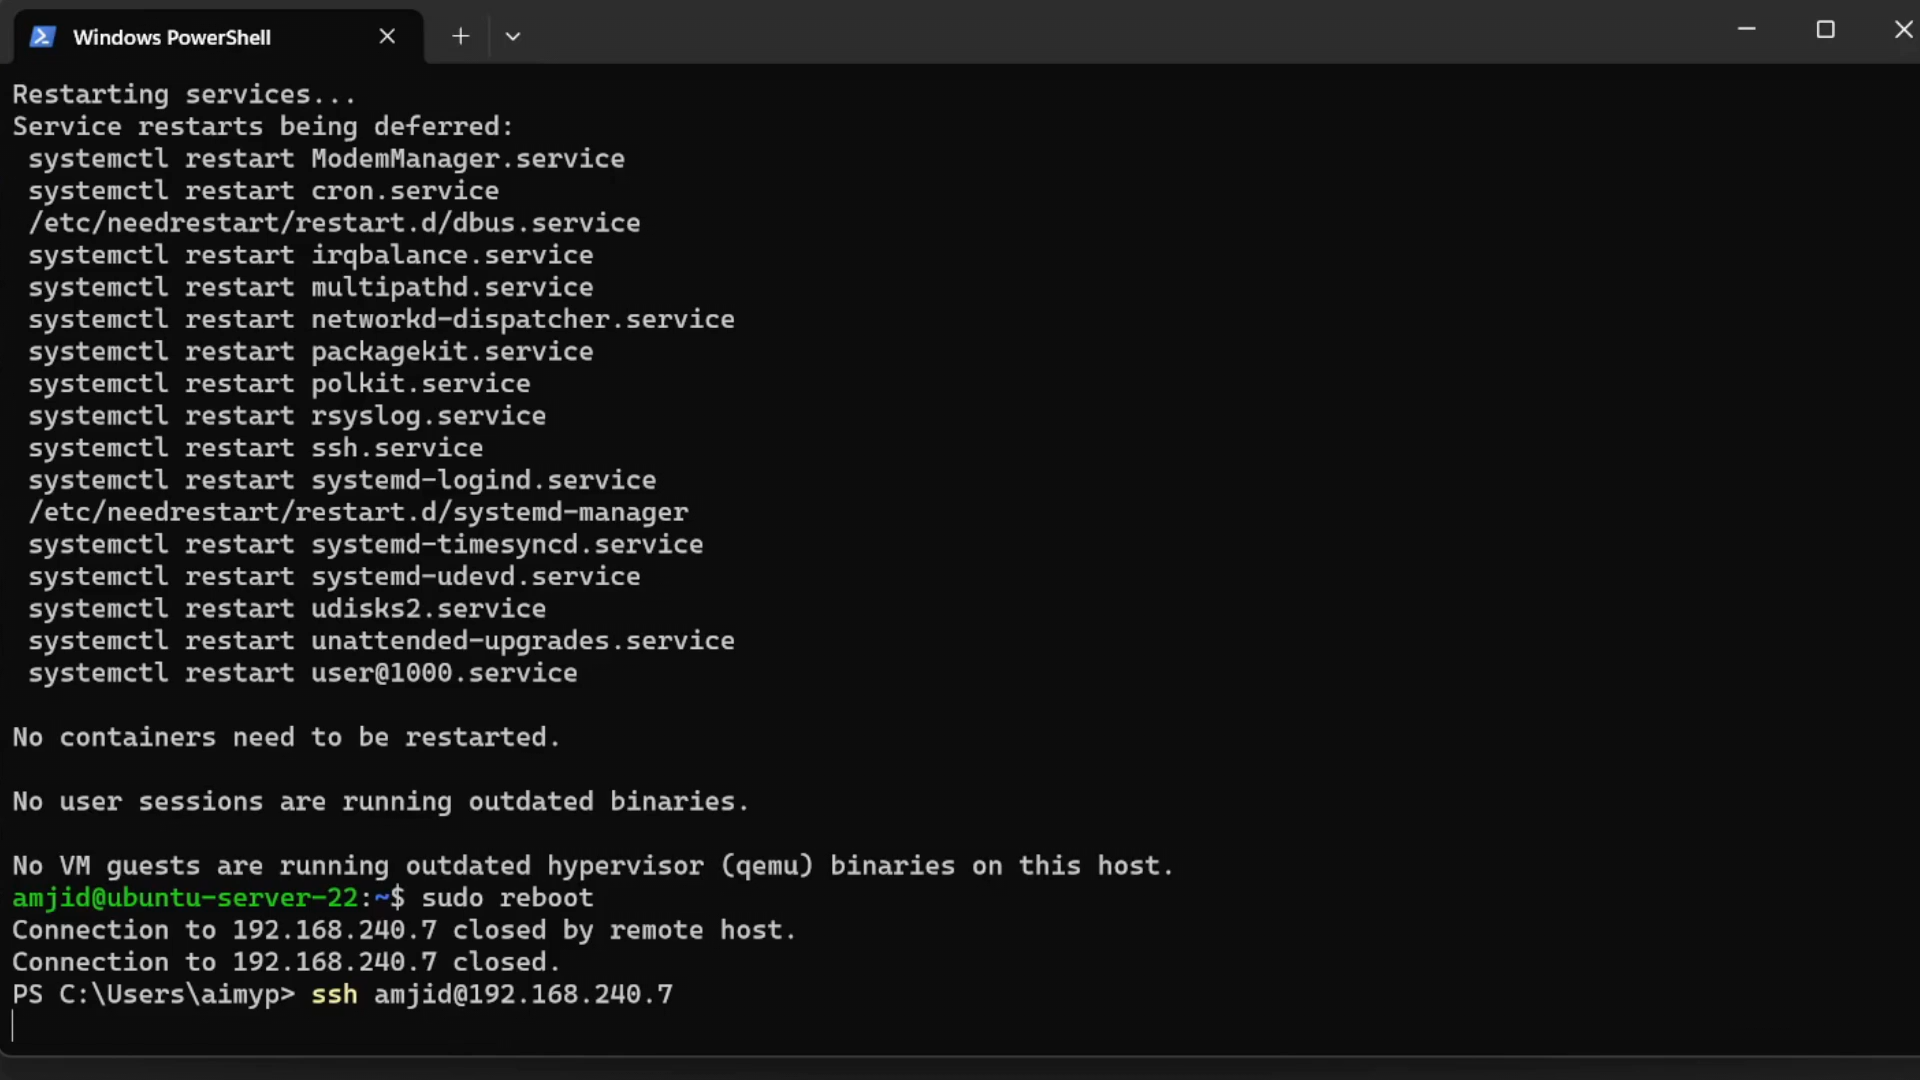 Windows PowerShell
Restarting services...
Service restarts being deferred:
systemctl restart ModemManager.service
systemctl restart cron.service
/etc/needrestart/restart.d/dbus.service
systemctl restart irqbalance.service
systemctl restart multipathd.service
systemctl restart networkd-dispatcher.service
systemctl restart packagekit.service
systemctl restart polkit.service
systemctl restart rsyslog.service
systemctl restart ssh.service
systemctl restart systemd-logind.service
/etc/needrestart/restart.d/systemd-manager
systemctl restart systemd-timesyncd.service
systemctl restart systemd-udevd.service
systemctl restart udisks2.service
systemctl restart unattended-upgrades.service
systemctl restart user@1000.service
No containers need to be restarted.
No user sessions are running outdated binaries.
No VM guests are running outdated hypervisor (qemu) binaries on this host.
amjid@ubuntu-server-22:~$ sudo reboot
Connection to 192.168.240.7 closed by remote host.
Connection to 192.168.240.7 closed.
PS C:\Users\aimyp> ssh amjid@192.168.240.7